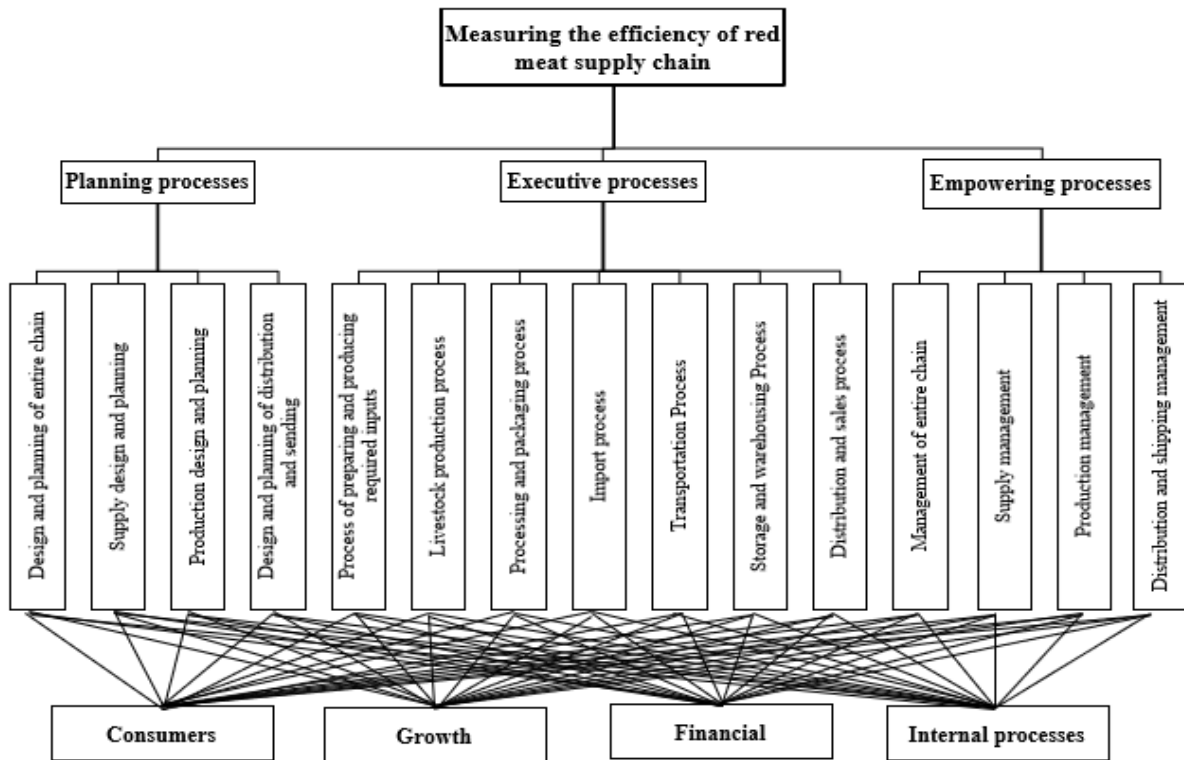 Measuring the efficiency of red
meat supply chain
Planning processes
Executive processes
Empowering processes
Design and planning of entire chain
Supply design and planning
Production design and planning
Design and planning of distribution
and sending
Process of preparing and producing
required inputs
Livestock production process
Processing and packaging process
Import process
Transportation Process
Storage and warehousing Process
Distribution and sales process
Management of entire chain
Supply management
Production management
Distribution and shipping management
Consumers
Growth
Financial
Internal processes